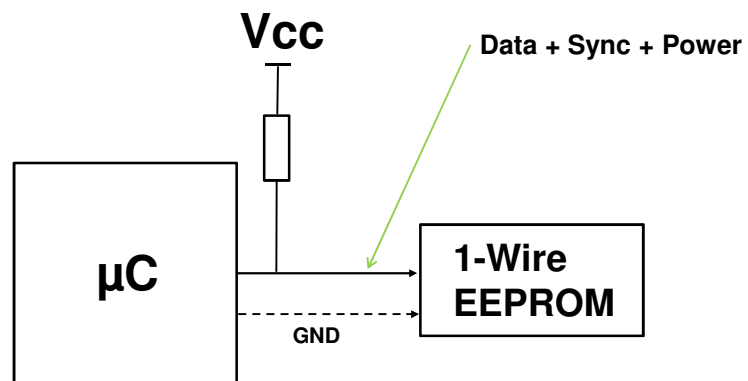 Vcc
Data + Sync + Power
µC
1-Wire
EEPROM
GND